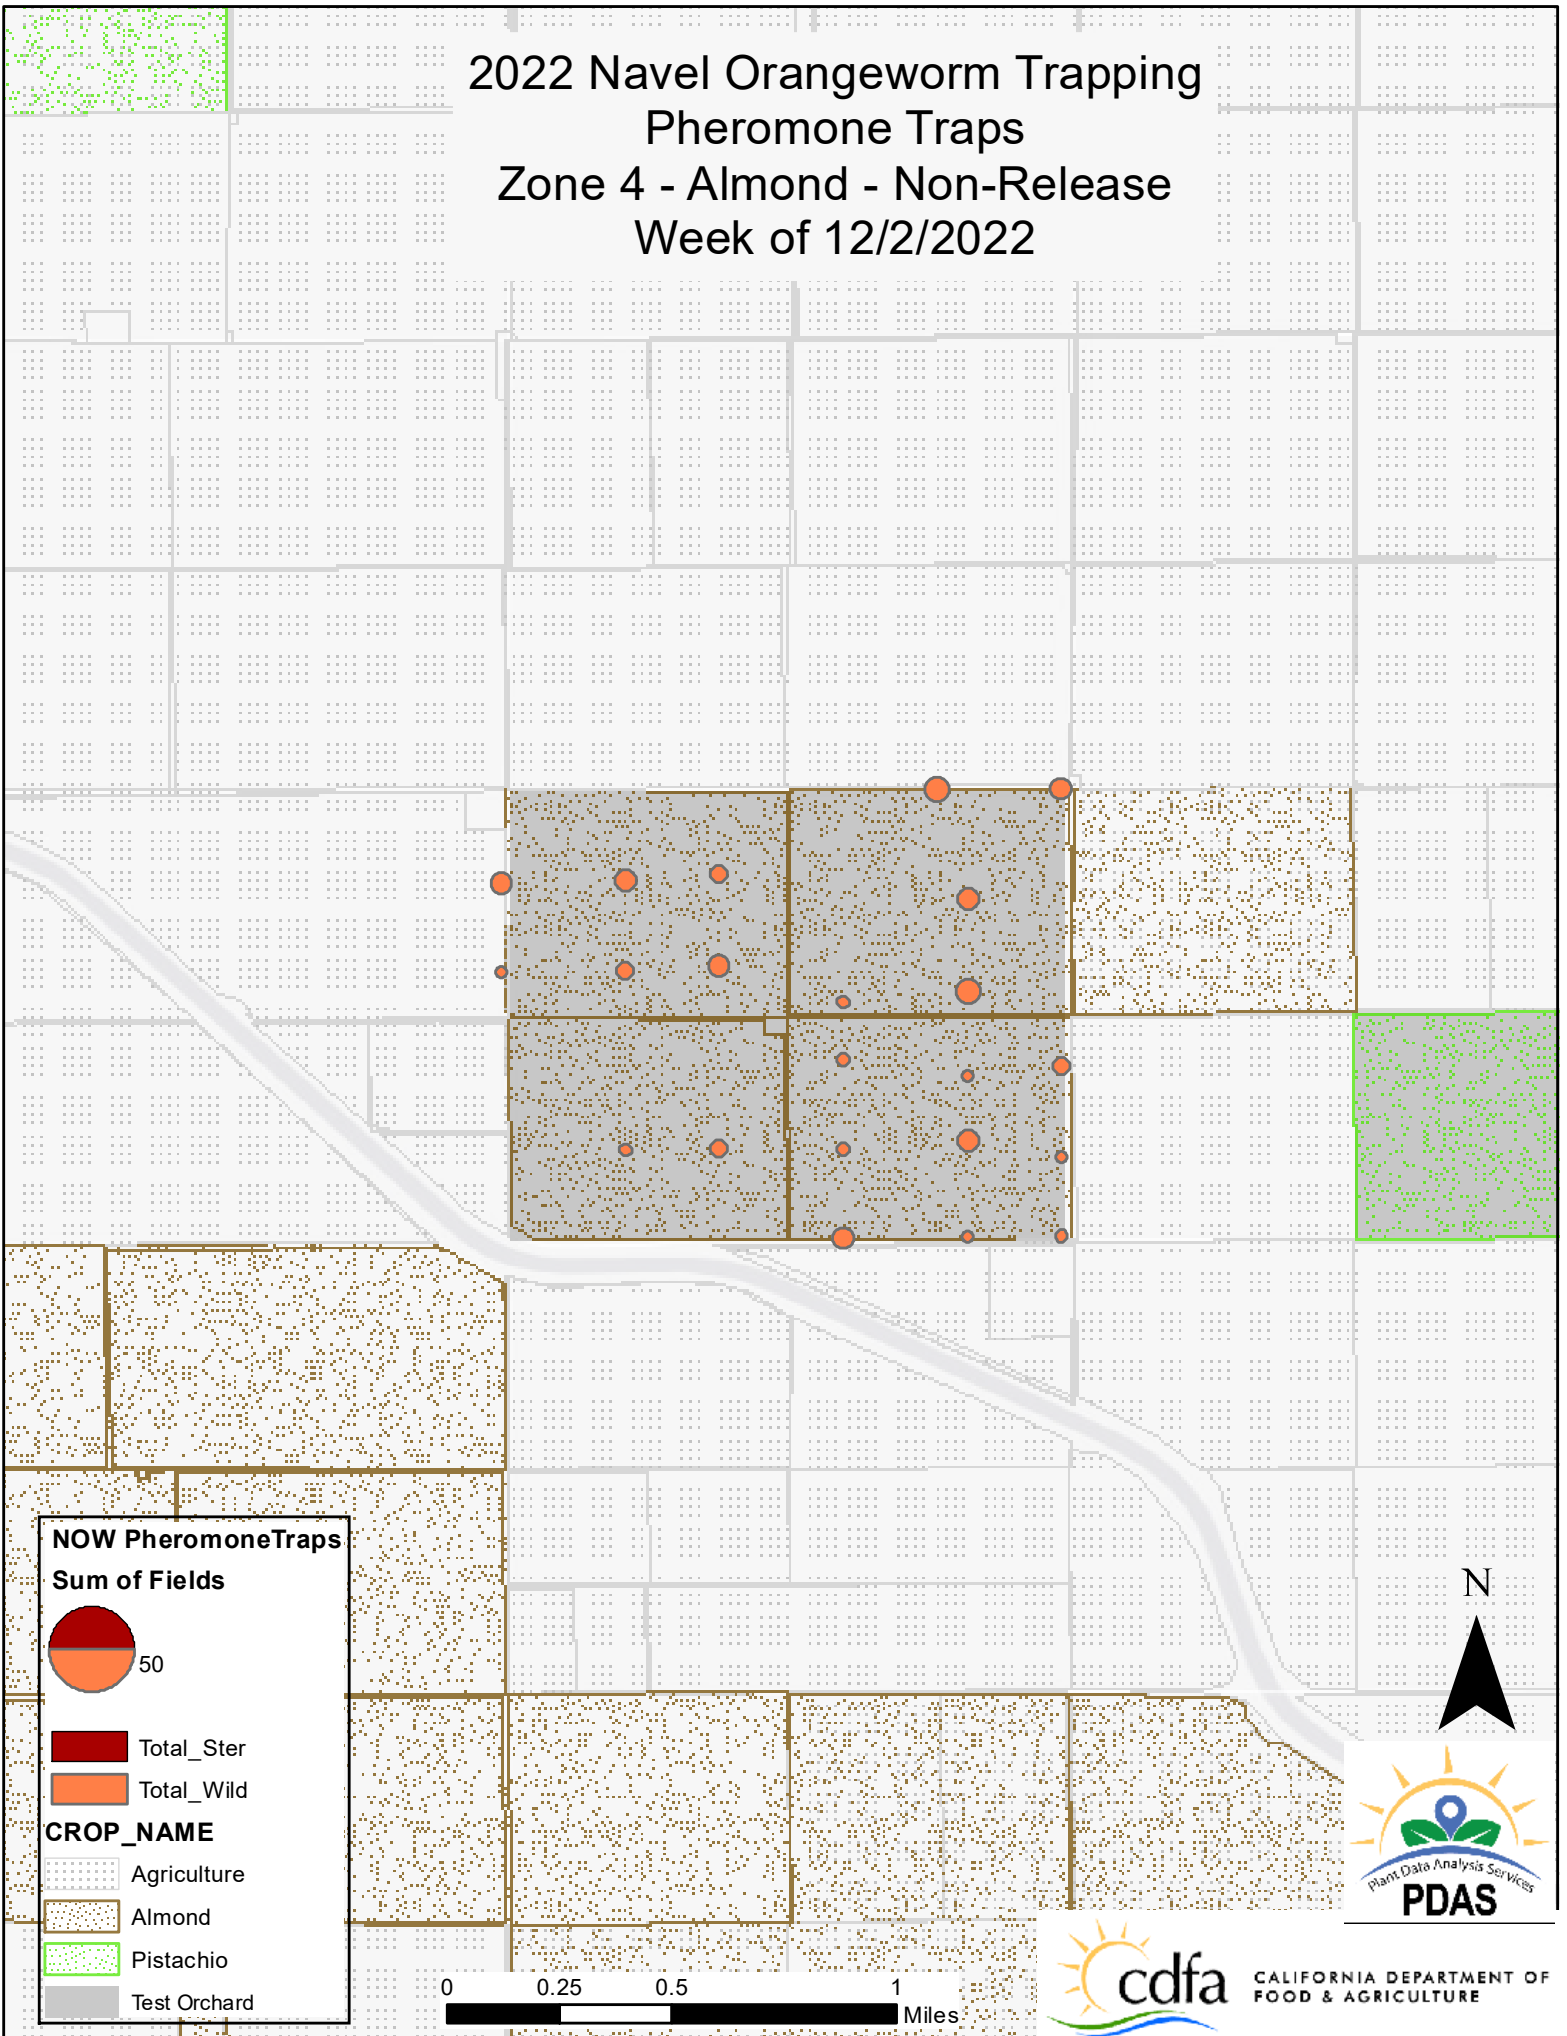 2022 Navel Orangeworm Trapping
Pheromone Traps
Zone 4 - Almond - Non-Release
Week of 12/2/2022
NOW PheromoneTraps
Sum of Fields
50
Total_Ster
Total_Wild
CROP_NAME
Agriculture
Almond
Pistachio
Test Orchard
0 0.25 0.5 1
Miles
N
Plant Data Analysis Services
PDAS
cdfa
CALIFORNIA DEPARTMENT OF
FOOD & AGRICULTURE